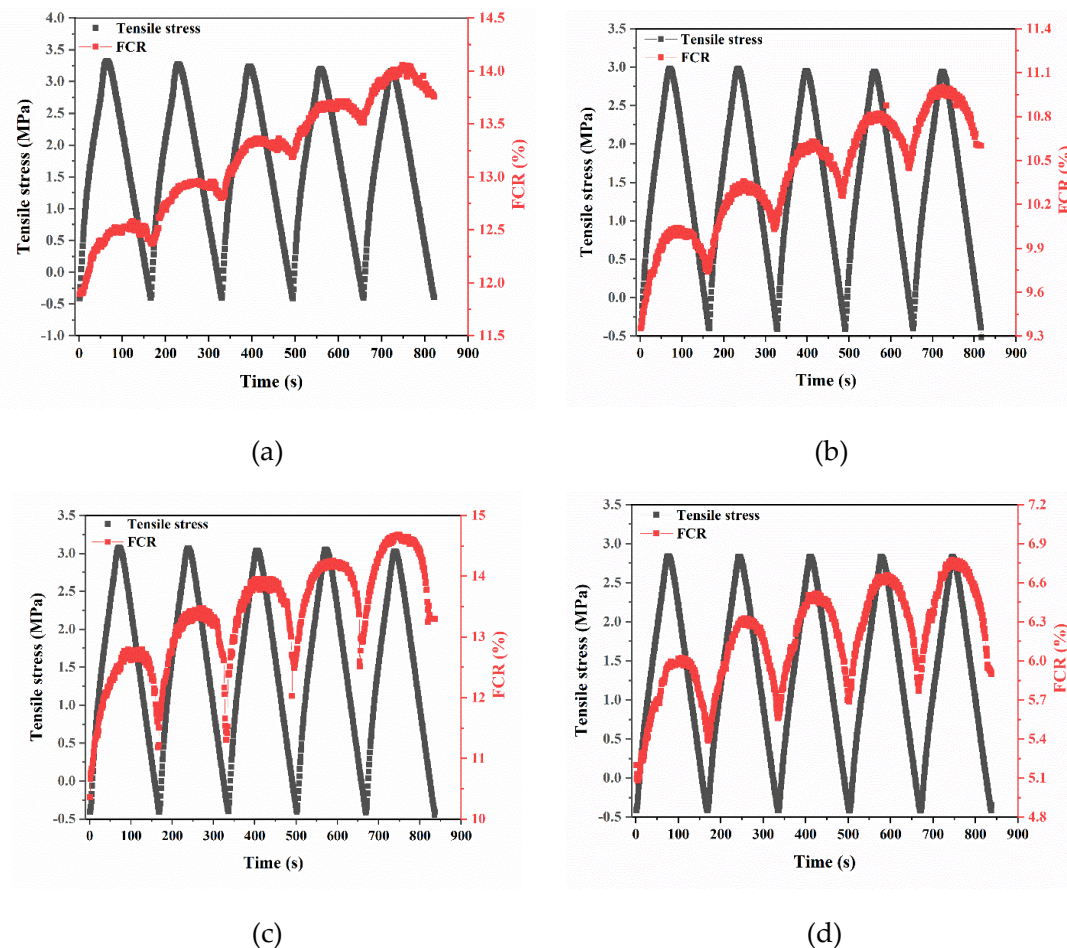 4.0
3.5
3.0
2.5
2.0
1.5
1.0
0.5
0.0
-0.5
-1.0
Tensile stress (MPa)
Tensile stress
FCR
14.5
14.0
13.5
13.0
12.5
12.0
11.5
FCR (%)
0 100 200 300 400 500 600 700 800 900
Time (s)
(a)
3.5
3.0
2.5
2.0
1.5
1.0
0.5
0.0
-0.5
Tensile stress (MPa)
Tensile stress
FCR
11.4
11.1
10.8
10.5
10.2
9.9
9.6
9.3
FCR (%)
0 100 200 300 400 500 600 700 800 900
Time (s)
(b)
3.5
3.0
2.5
2.0
1.5
1.0
0.5
0.0
-0.5
Tensile stress (MPa)
Tensile stress
FCR
15
14
13
12
11
10
FCR (%)
0 100 200 300 400 500 600 700 800 900
Time (s)
(c)
3.5
3.0
2.5
2.0
1.5
1.0
0.5
0.0
-0.5
Tensile stress (MPa)
Tensile stress
FCR
7.2
6.9
6.6
6.3
6.0
5.7
5.4
5.1
4.8
FCR (%)
0 100 200 300 400 500 600 700 800 900
Time (s)
(d)